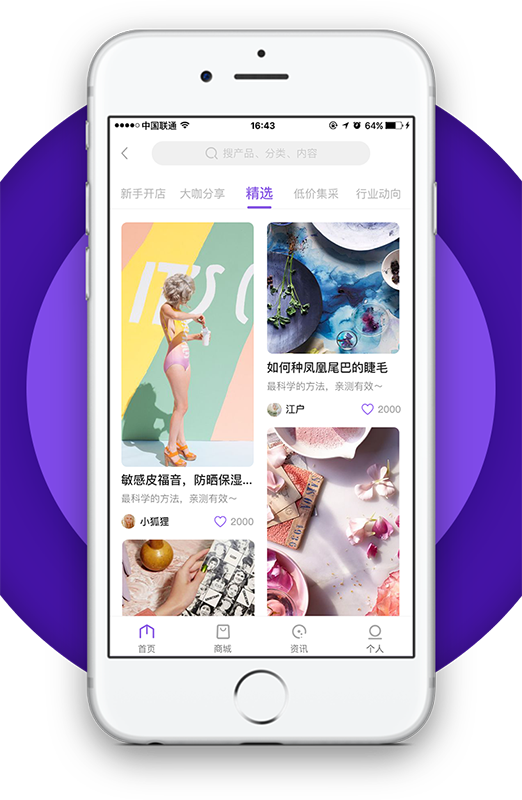 中国联通
16:43
64%
搜产品、分类、内容
新手开店 大咖分享 精选 低价集采 行业动向
IT'S
如何种凤凰尾巴的睫毛
最科学的方法，亲测有效～
江户
2000
敏感皮福音，防晒保湿...
最科学的方法，亲测有效～
小狐狸
2000
首页 商城 资讯 个人